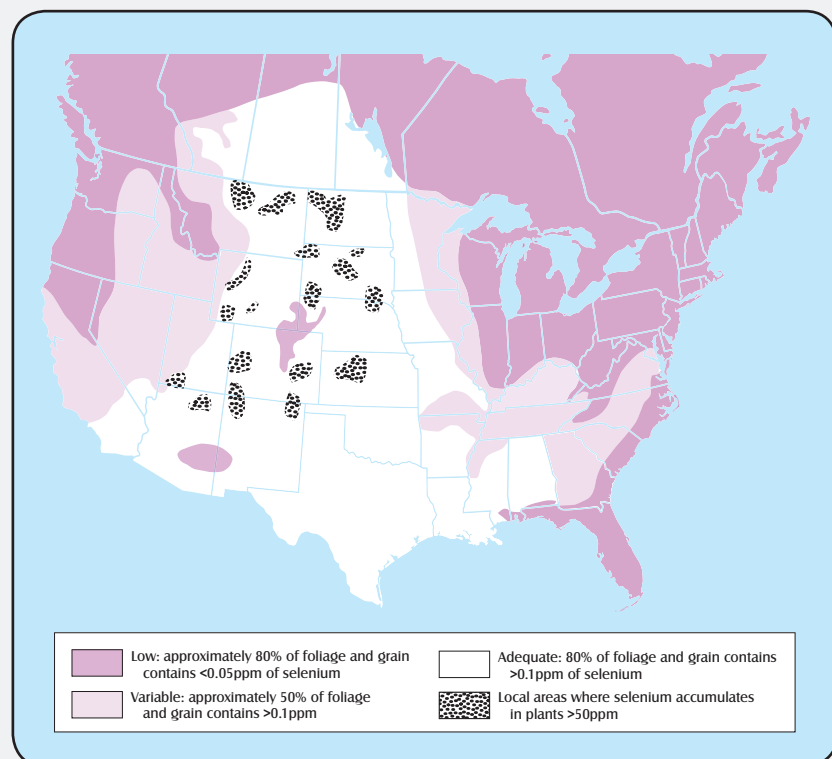 Low: approximately 80% of foliage and grain
contains <0.05ppm of selenium
Variable: approximately 50% of foliage
and grain contains >0.1ppm
Adequate: 80% of foliage and grain contains
>0.1ppm of selenium
Local areas where selenium accumulates
in plants >50ppm